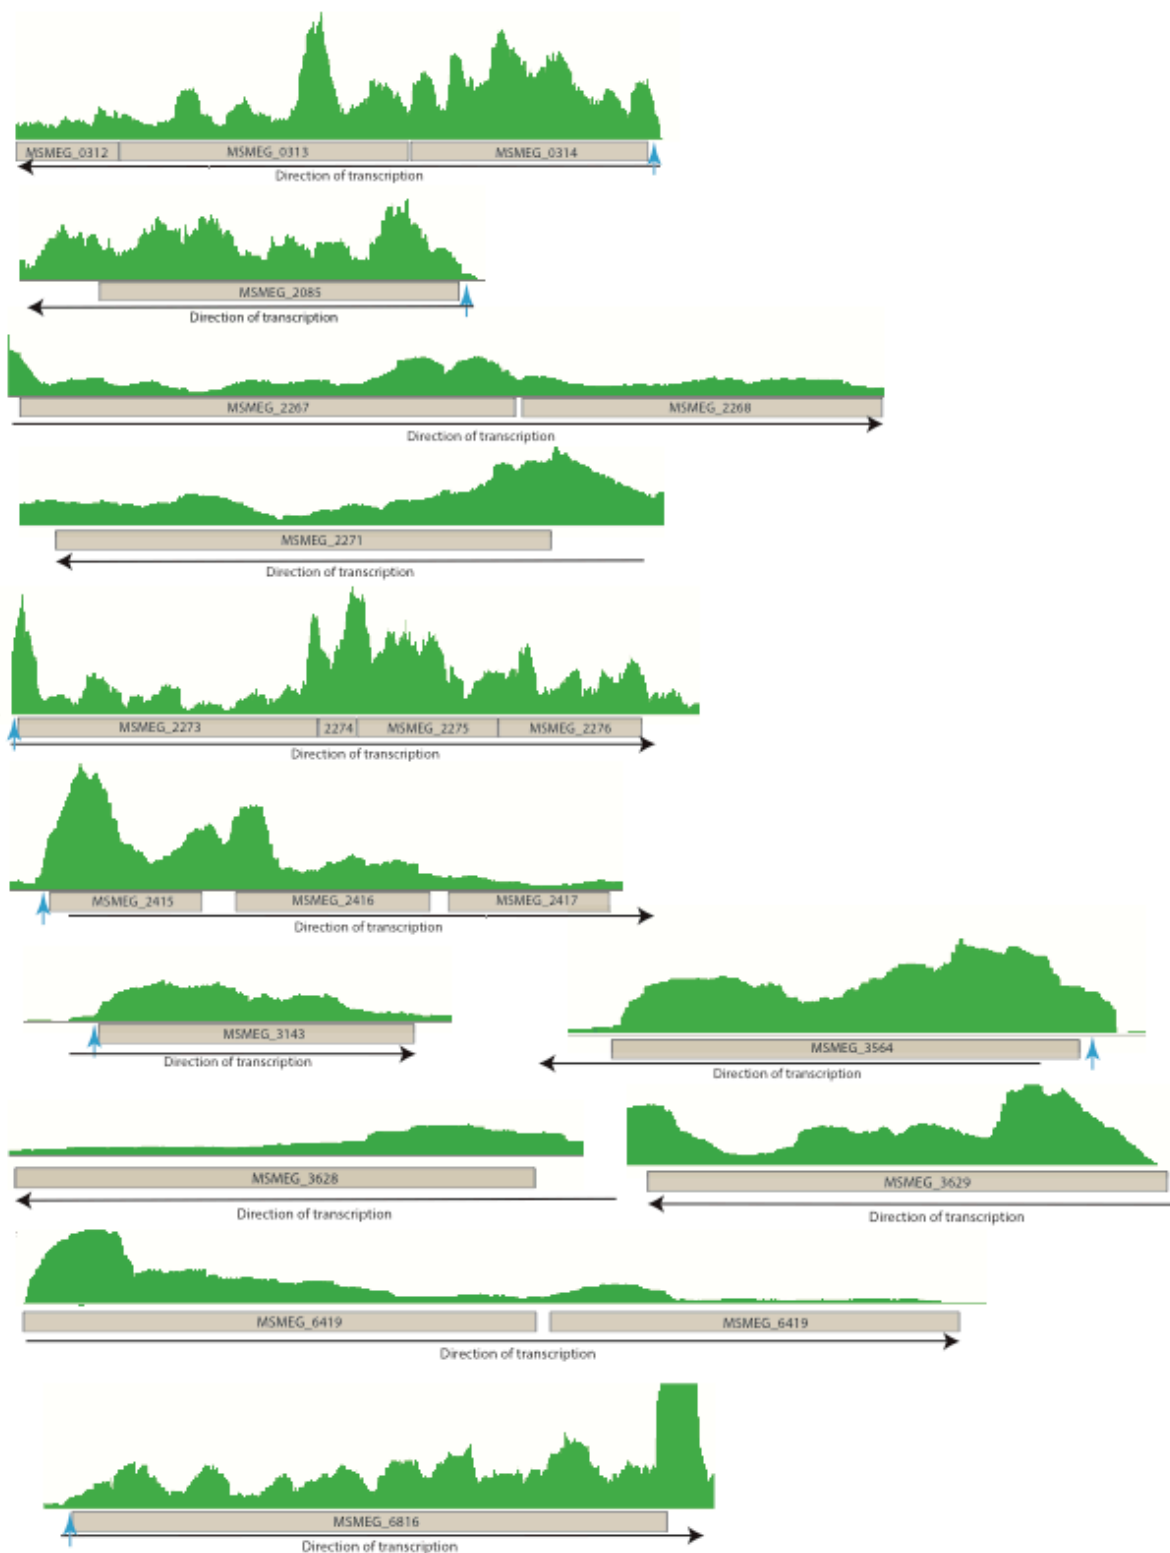 MSMEG_0312 MSMEG_0313 MSMEG_0314
Direction of transcription
MSMEG_2085
Direction of transcription
MSMEG_2267 MSMEG_2268
Direction of transcription
MSMEG_2271
Direction of transcription
MSMEG_2273 2274 MSMEG_2275 MSMEG_2276
Direction of transcription
MSMEG_2415 MSMEG_2416 MSMEG_2417
Direction of transcription
MSMEG_3143
Direction of transcription
MSMEG_3564
Direction of transcription
MSMEG_3628
Direction of transcription
MSMEG_3629
Direction of transcription
MSMEG_6419 MSMEG_6419
Direction of transcription
MSMEG_6816
Direction of transcription